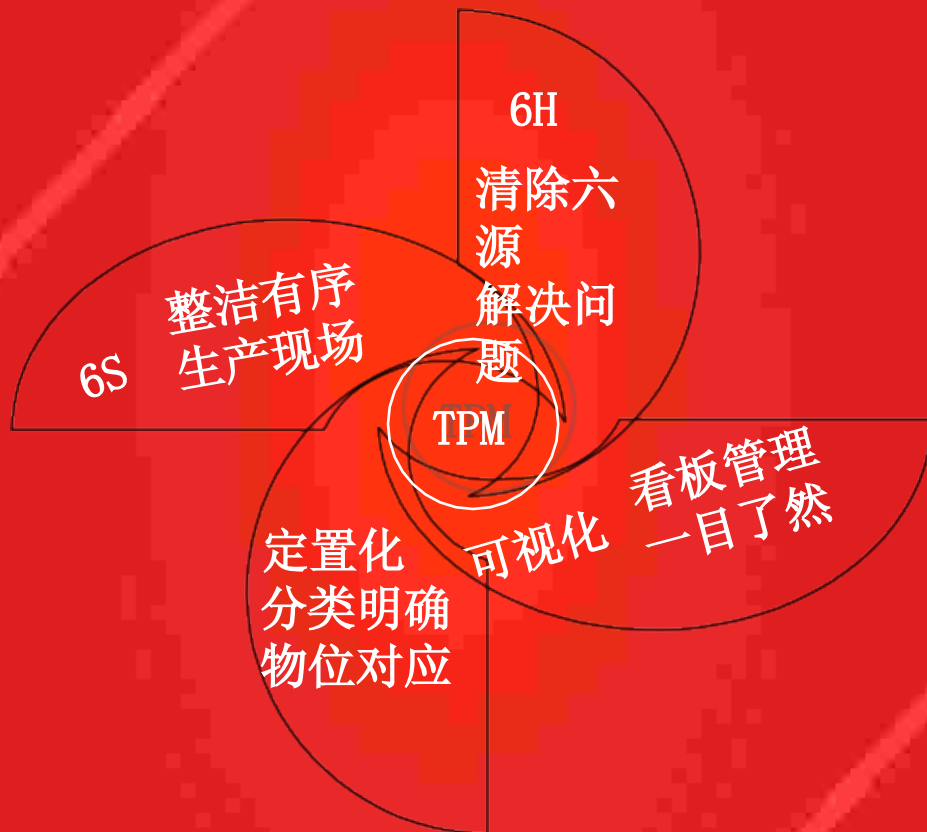 6H
清除六
源
解决问
题
整洁有序
6S 生产现场
TPM
看板管理
可视化 一目了然
定置化
分类明确
物位对应